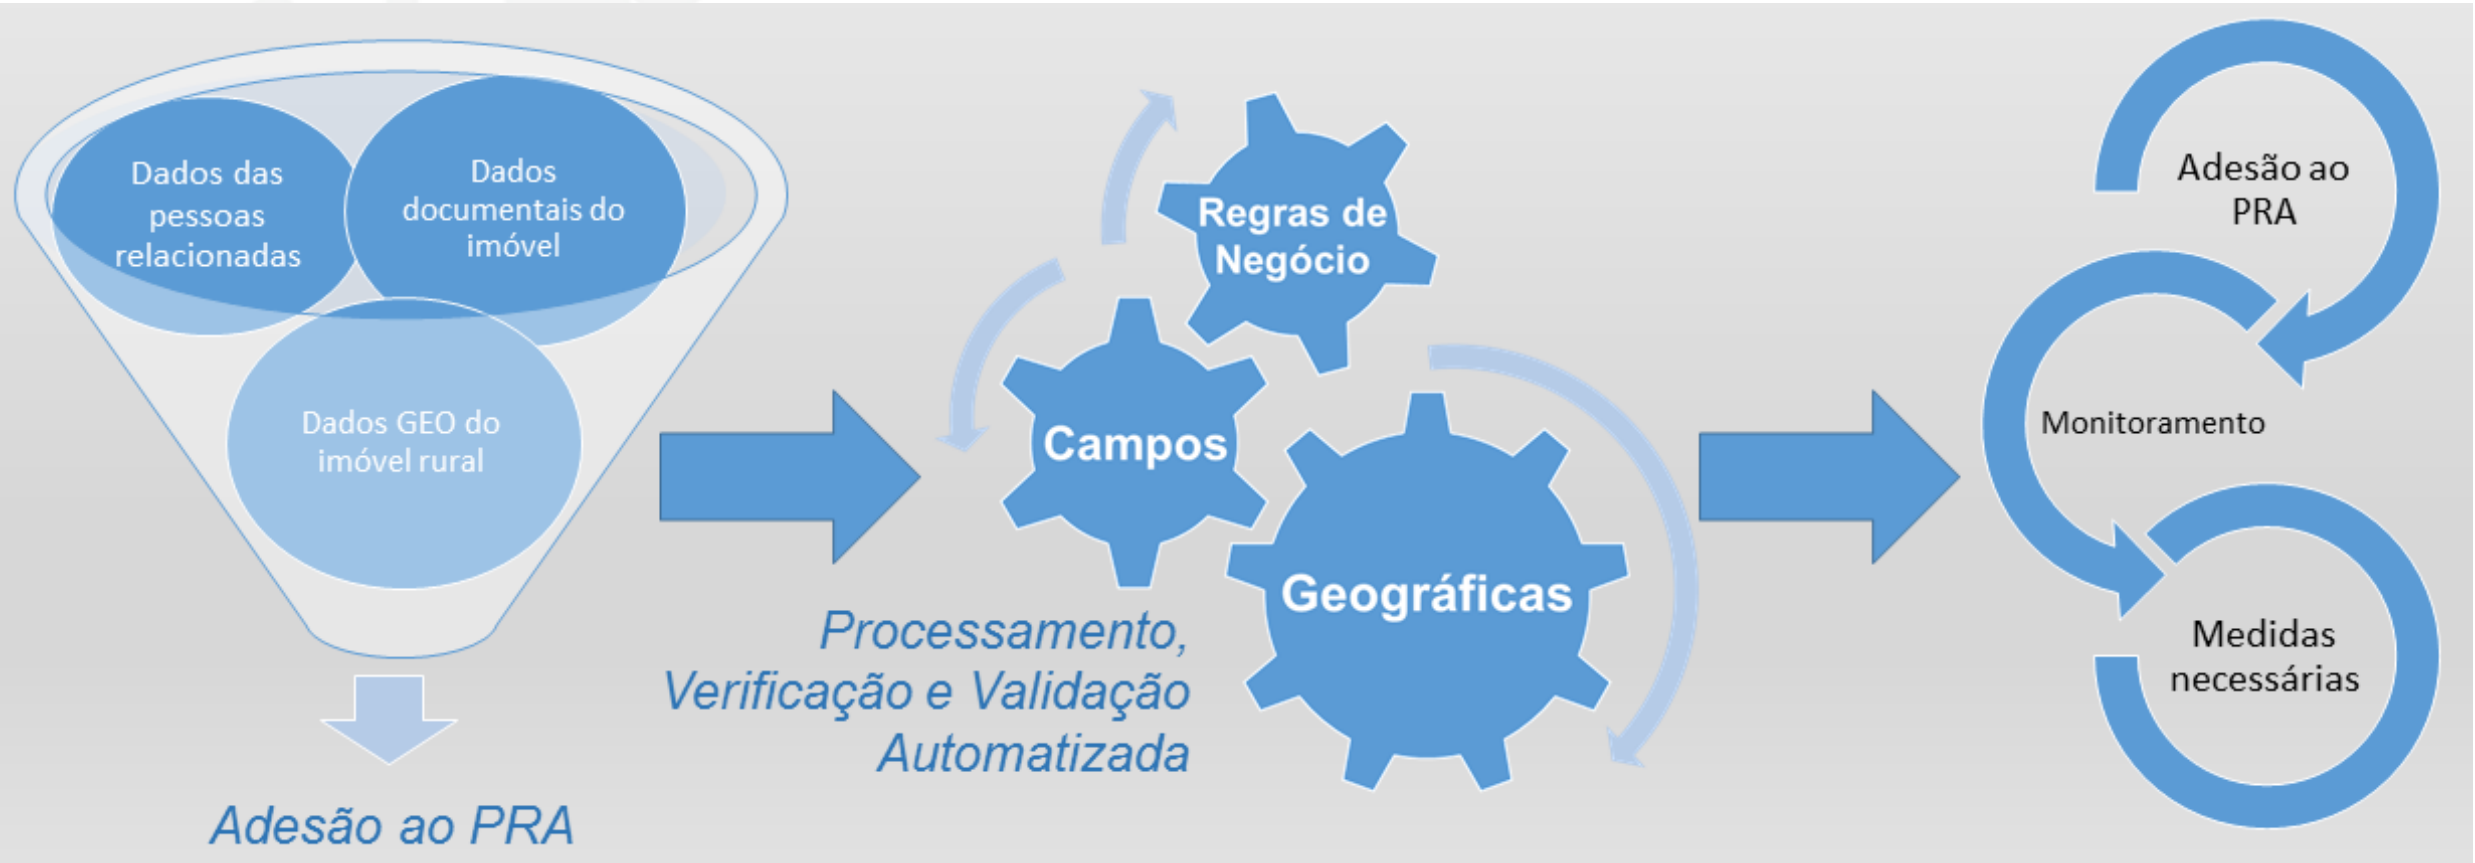 Dados das
pessoas
relacionadas
Dados
documentais do
imóvel
Dados GEO do
imóvel rural
Adesão ao PRA
Regras de
Negócio
Campos
Geográficas
Processamento,
Verificação e Validação
Automatizada
Adesão ao
PRA
Monitoramento
Medidas
necessárias